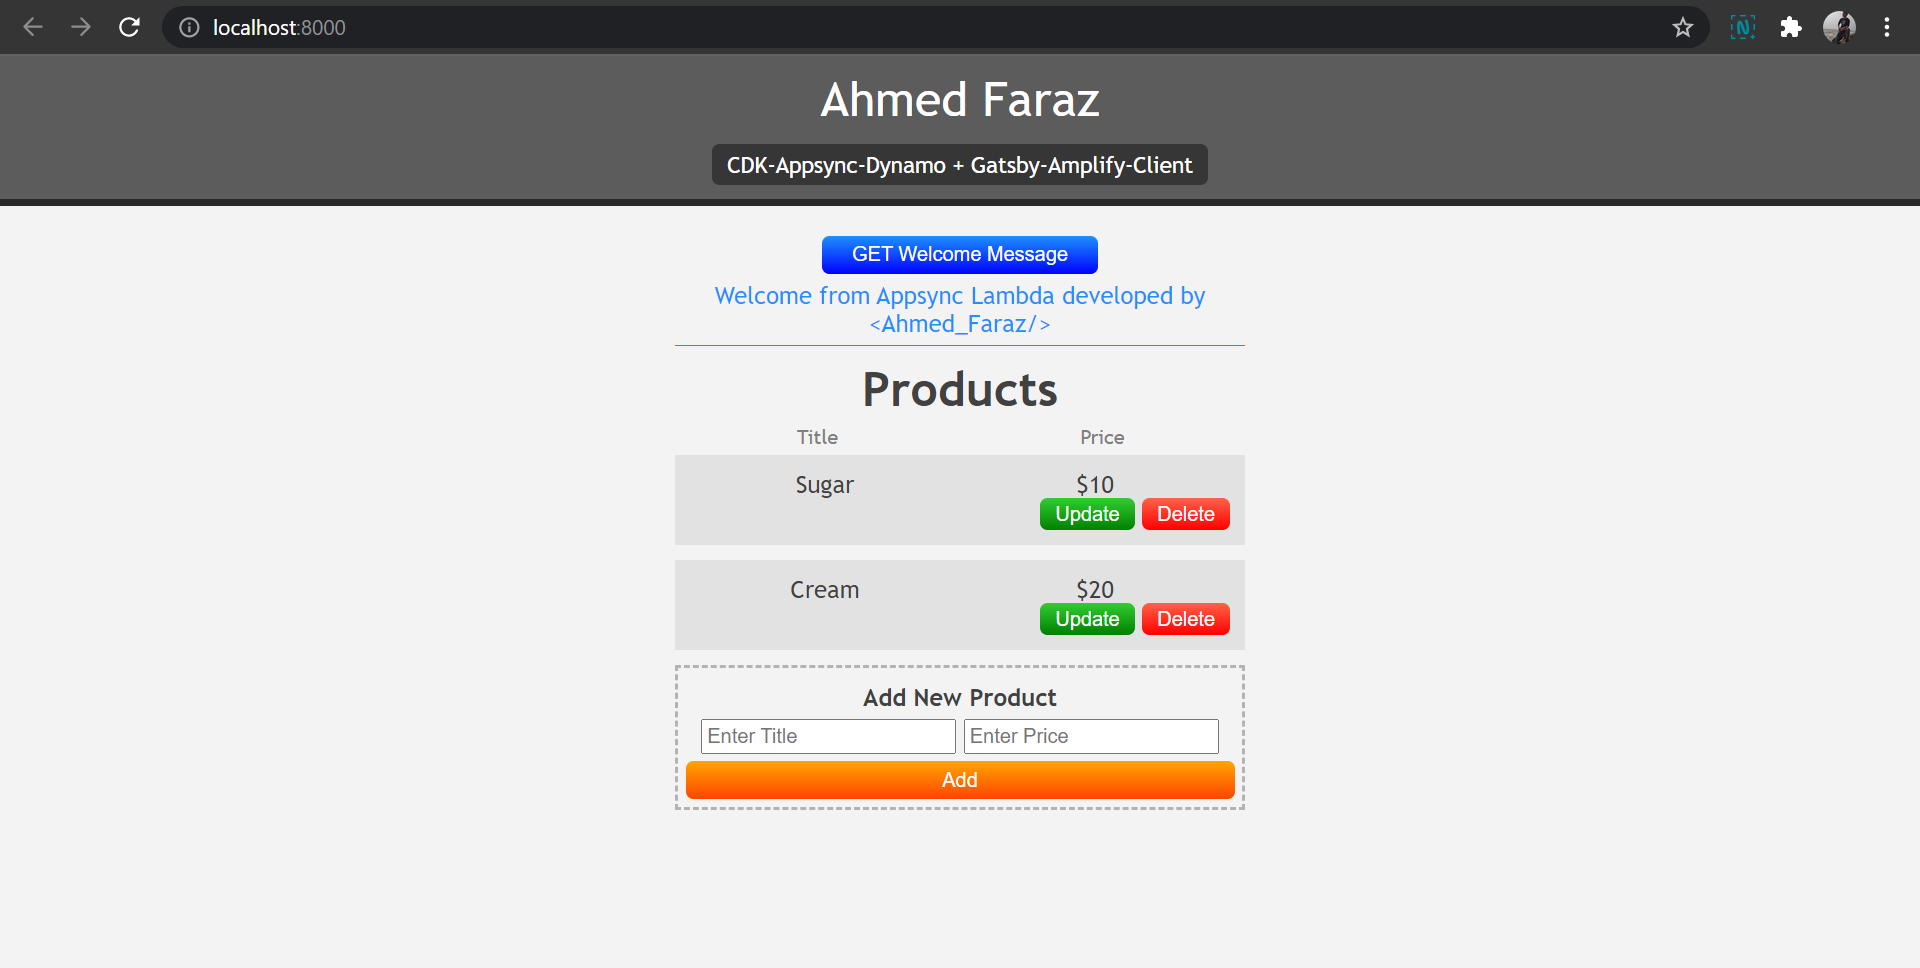 localhost:8000
Ahmed Faraz
CDK-Appsync-Dynamo + Gatsby-Amplify-Client
GET Welcome Message
Welcome from Appsync Lambda developed by
<Ahmed_Faraz/>
Products
Title Price
Sugar $10
Update Delete
Cream $20
Update Delete
Add New Product
Enter Title Enter Price
Add